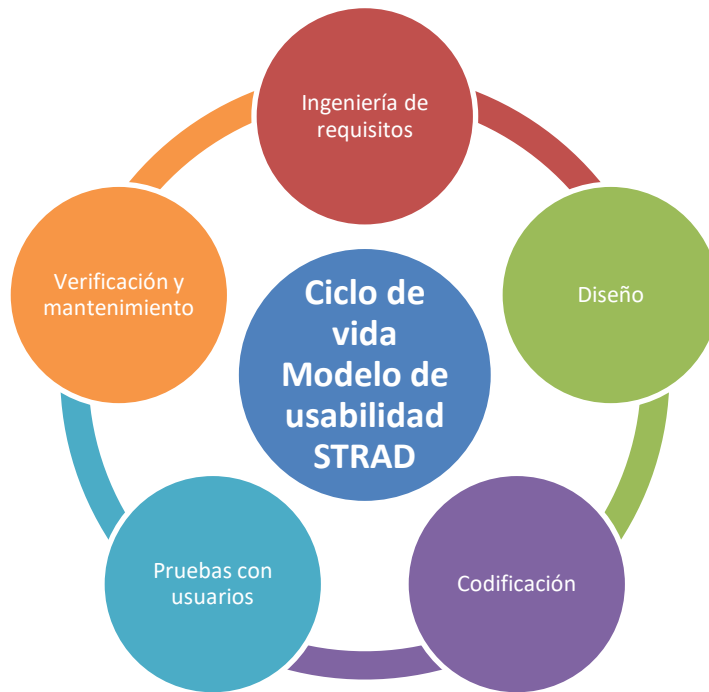 Ingeniería de
requisitos
Diseño
Codificación
Pruebas con
usuarios
Verificación y
mantenimiento
Ciclo de
vida
Modelo de
usabilidad
STRAD